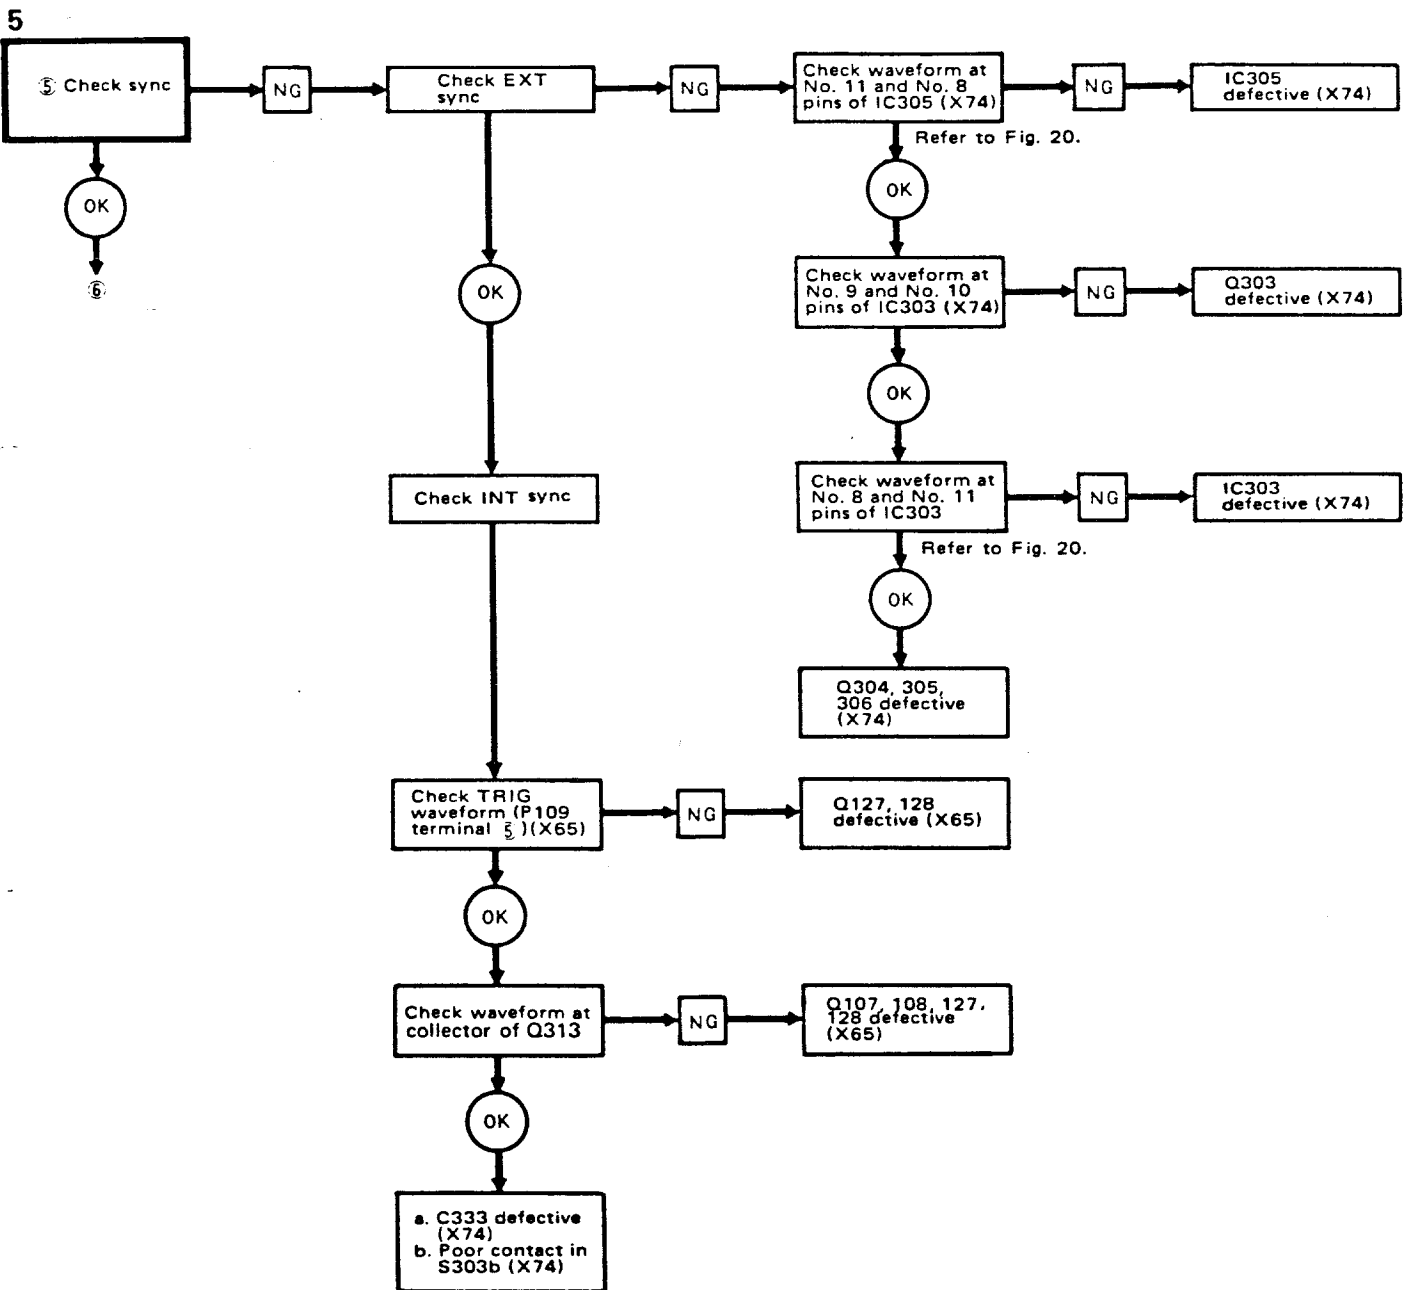 5
⑤ Check sync
NG
Check EXT
sync
NG
Check waveform at
No. 11 and No. 8
pins of IC305 (X74)
NG
IC305
defective (X74)
Refer to Fig. 20.
OK
OK
⑥
OK
Check waveform at
No. 9 and No. 10
pins of IC303 (X74)
NG
Q303
defective (X74)
OK
Check INT sync
Check waveform at
No. 8 and No. 11
pins of IC303
NG
IC303
defective (X74)
Refer to Fig. 20.
OK
Q304, 305,
306 defective
(X74)
Check TRIG
waveform (P109
terminal 5 )(X65)
NG
Q127, 128
defective (X65)
OK
Check waveform at
collector of Q313
NG
Q107, 108, 127,
128 defective
(X65)
OK
a. C333 defective
(X74)
b. Poor contact in
S303b (X74)